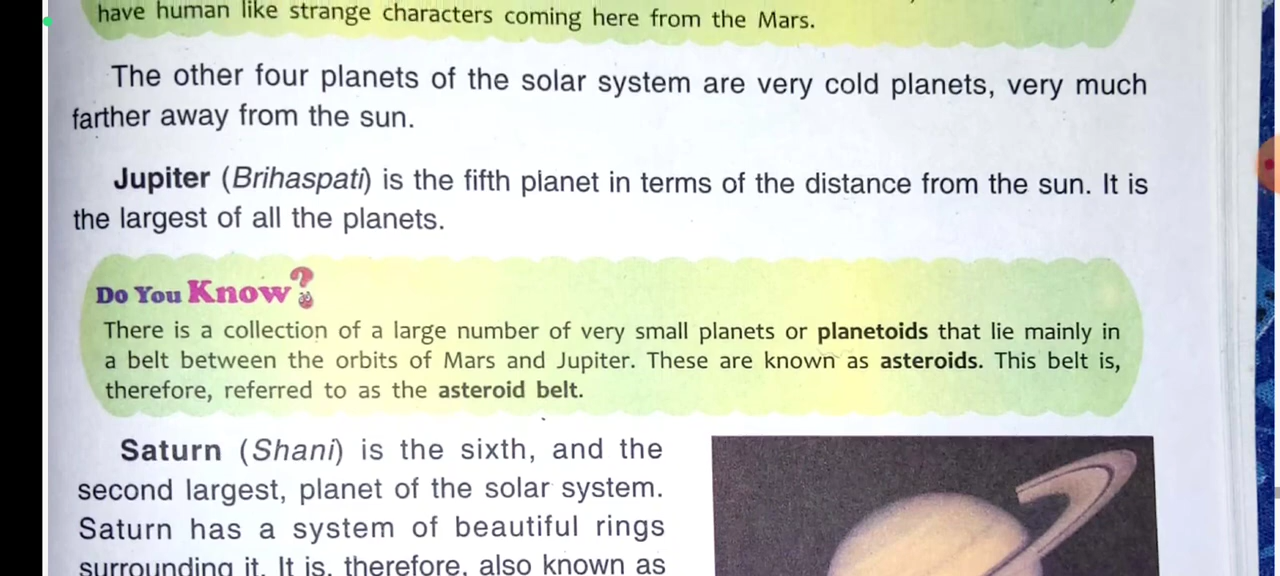 have human like strange characters coming here from the Mars.
The other four planets of the solar system are very cold planets, very much
farther away from the sun.
Jupiter (Brihaspati) is the fifth planet in terms of the distance from the sun. It is
the largest of all the planets.
Do You Know?
There is a collection of a large number of very small planets or planetoids that lie mainly in
a belt between the orbits of Mars and Jupiter. These are known as asteroids. This belt is,
therefore, referred to as the asteroid belt.
Saturn (Shani) is the sixth, and the
second largest, planet of the solar system.
Saturn has a system of beautiful rings
surrounding it. It is, therefore, also known as